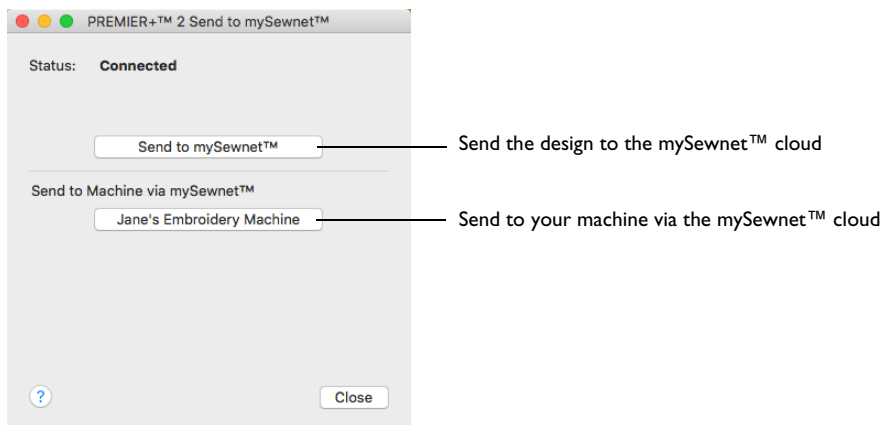 PREMIER+™ 2 Send to mySewnet™
Status: Connected
Send to mySewnet™
Send the design to the mySewnet™ cloud
Send to Machine via mySewnet™
Jane's Embroidery Machine
Send to your machine via the mySewnet™ cloud
?
Close